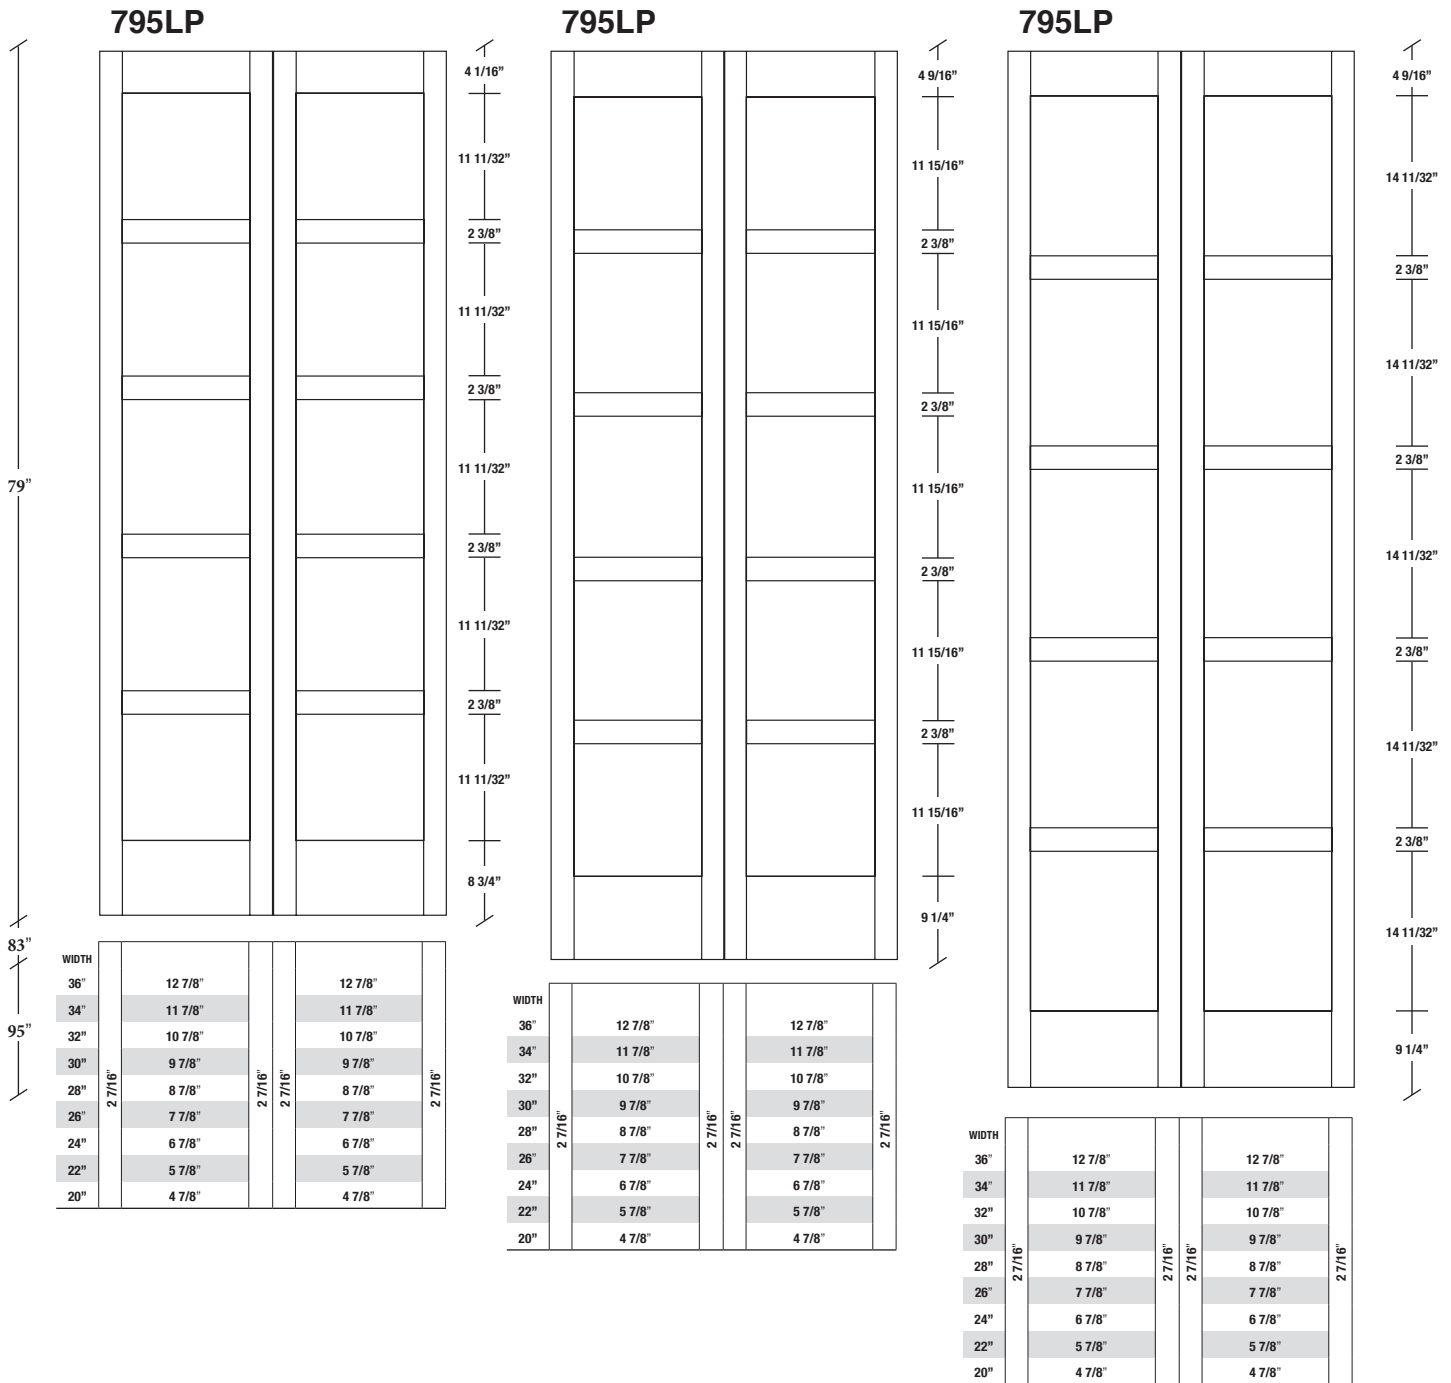 795LP
795LP
795LP
79”
83”
95”
4 1/16”
11 11/32”
2 3/8”
11 11/32”
2 3/8”
11 11/32”
2 3/8”
11 11/32”
2 3/8”
11 11/32”
8 3/4”
4 9/16”
11 15/16”
2 3/8”
11 15/16”
2 3/8”
11 15/16”
2 3/8”
11 15/16”
2 3/8”
11 15/16”
9 1/4”
4 9/16”
14 11/32”
2 3/8”
14 11/32”
2 3/8”
14 11/32”
2 3/8”
14 11/32”
2 3/8”
14 11/32”
9 1/4”
WIDTH
36” 12 7/8” 12 7/8”
34” 11 7/8” 11 7/8”
32” 10 7/8” 10 7/8”
30” 9 7/8” 9 7/8”
28” 8 7/8” 8 7/8”
26” 7 7/8” 7 7/8”
24” 6 7/8” 6 7/8”
22” 5 7/8” 5 7/8”
20” 4 7/8” 4 7/8”
2 7/16”
2 7/16”
2 7/16”
2 7/16”
WIDTH
36” 12 7/8” 12 7/8”
34” 11 7/8” 11 7/8”
32” 10 7/8” 10 7/8”
30” 9 7/8” 9 7/8”
28” 8 7/8” 8 7/8”
26” 7 7/8” 7 7/8”
24” 6 7/8” 6 7/8”
22” 5 7/8” 5 7/8”
20” 4 7/8” 4 7/8”
2 7/16”
2 7/16”
2 7/16”
2 7/16”
WIDTH
36” 12 7/8” 12 7/8”
34” 11 7/8” 11 7/8”
32” 10 7/8” 10 7/8”
30” 9 7/8” 9 7/8”
28” 8 7/8” 8 7/8”
26” 7 7/8” 7 7/8”
24” 6 7/8” 6 7/8”
22” 5 7/8” 5 7/8”
20” 4 7/8” 4 7/8”
2 7/16”
2 7/16”
2 7/16”
2 7/16”